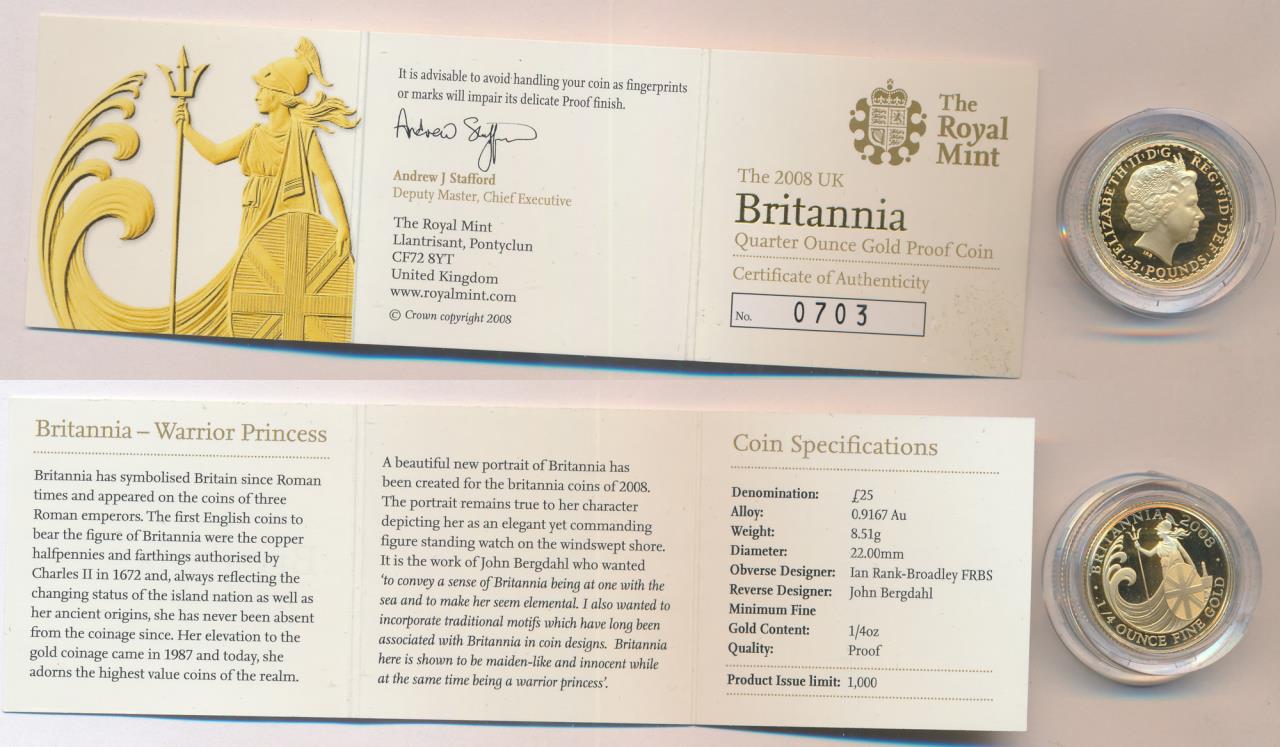 It is advisable to avoid handling your coin as fingerprints
or marks will impair its delicate Proof finish.
Andrew Stafford
Andrew J Stafford
Deputy Master, Chief Executive
The Royal Mint
Llantrisant, Pontyclun
CF72 8YT
United Kingdom
www.royalmint.com
© Crown copyright 2008
The
Royal
Mint
The 2008 UK
Britannia
Quarter Ounce Gold Proof Coin
Certificate of Authenticity
No. 0703
ELIZABETH·II·D·G REG·FID·DEF·
25·POUNDS
IRB
Britannia – Warrior Princess
Britannia has symbolised Britain since Roman
times and appeared on the coins of three
Roman emperors. The first English coins to
bear the figure of Britannia were the copper
halfpennies and farthings authorised by
Charles II in 1672 and, always reflecting the
changing status of the island nation as well as
her ancient origins, she has never been absent
from the coinage since. Her elevation to the
gold coinage came in 1987 and today, she
adorns the highest value coins of the realm.
A beautiful new portrait of Britannia has
been created for the britannia coins of 2008.
The portrait remains true to her character
depicting her as an elegant yet commanding
figure standing watch on the windswept shore.
It is the work of John Bergdahl who wanted
‘to convey a sense of Britannia being at one with the
sea and to make her seem elemental. I also wanted to
incorporate traditional motifs which have long been
associated with Britannia in coin designs. Britannia
here is shown to be maiden-like and innocent while
at the same time being a warrior princess’.
Coin Specifications
Denomination: £25
Alloy: 0.9167 Au
Weight: 8.51g
Diameter: 22.00mm
Obverse Designer: Ian Rank-Broadley FRBS
Reverse Designer: John Bergdahl
Minimum Fine
Gold Content: 1/4oz
Quality: Proof
Product Issue limit: 1,000
BRITANNIA 2008
1/4 OUNCE FINE GOLD